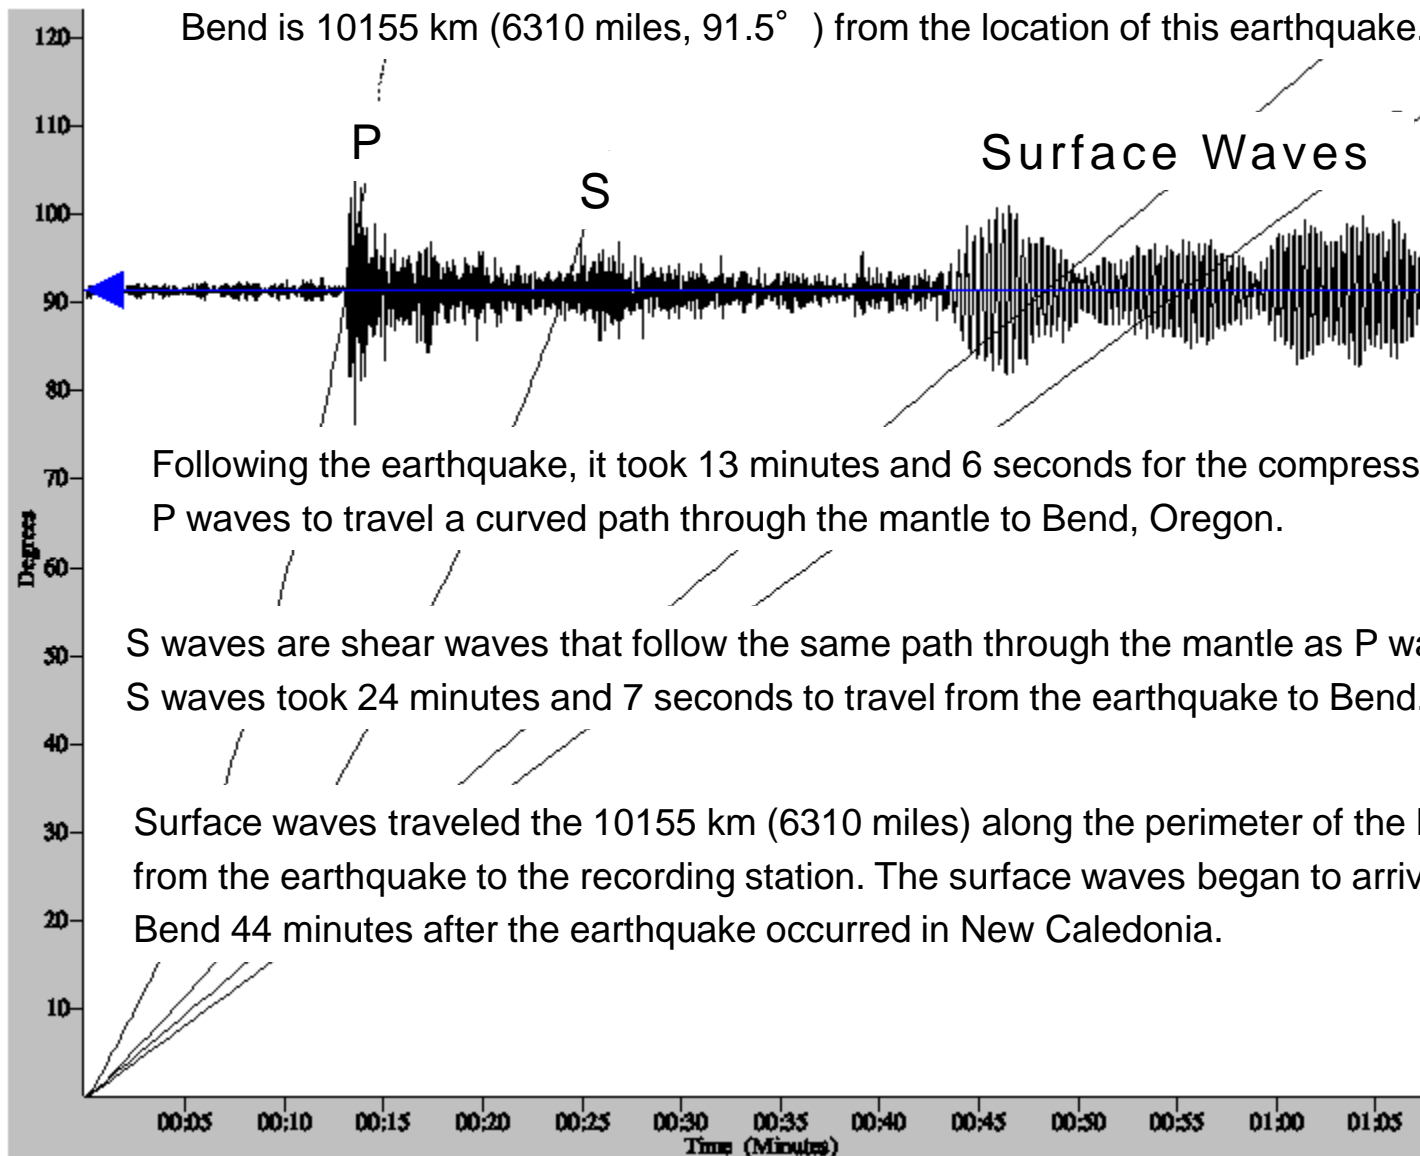 Bend is 10155 km (6310 miles, 91.5° ) from the location of this earthquake.
120
110
P
Surface Waves
S
100
90
80
Following the earthquake, it took 13 minutes and 6 seconds for the compress
70
P waves to travel a curved path through the mantle to Bend, Oregon.
Degrees
60
S waves are shear waves that follow the same path through the mantle as P wa
50
S waves took 24 minutes and 7 seconds to travel from the earthquake to Bend.
40
Surface waves traveled the 10155 km (6310 miles) along the perimeter of the
30
from the earthquake to the recording station. The surface waves began to arriv
20
Bend 44 minutes after the earthquake occurred in New Caledonia.
10
00:05 00:10 00:15 00:20 00:25 00:30 00:35 00:40 00:45 00:50 00:55 01:00 01:05
Time (Minutes)